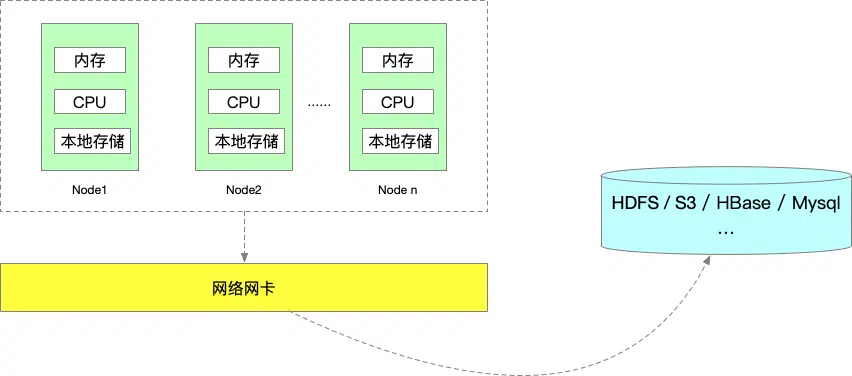 内存
CPU
本地存储
Node1
内存
CPU
本地存储
Node2
......
内存
CPU
本地存储
Node n
网络网卡
HDFS / S3 / HBase / Mysql
...